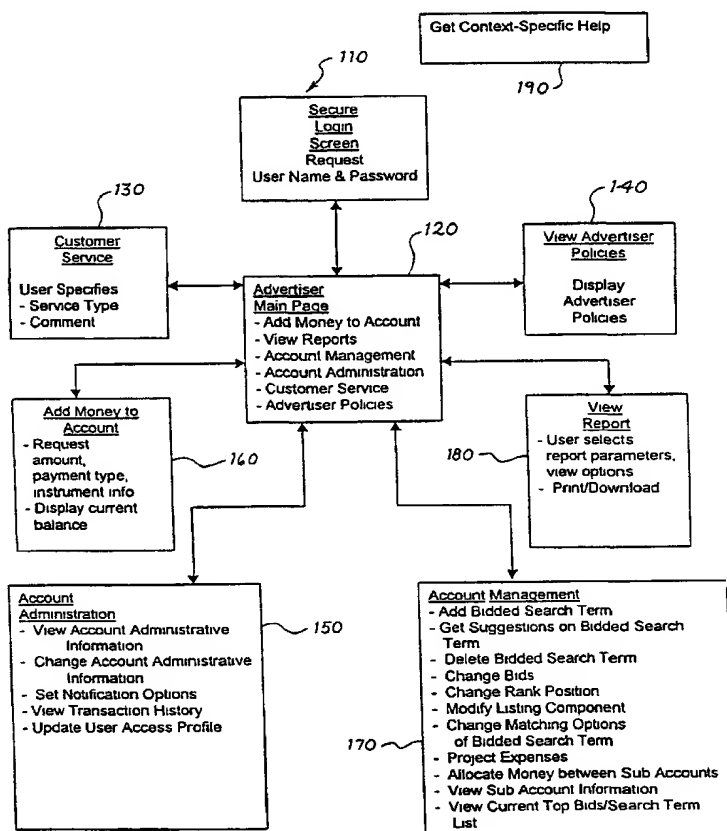 Get Context-Specific Help
190
110
Secure
Login
Screen
Request
User Name & Password
130
Customer
Service
User Specifies
- Service Type
- Comment
120
Advertiser
Main Page
- Add Money to Account
- View Reports
- Account Management
- Account Administration
- Customer Service
- Advertiser Policies
140
View Advertiser
Policies
Display
Advertiser
Policies
Add Money to
Account
- Request
amount,
payment type,
instrument info
- Display current
balance
160
View
Report
- User selects
report parameters,
view options
- Print/Download
180
Account
Administration
- View Account Administrative
Information
- Change Account Administrative
Information
- Set Notification Options
- View Transaction History
- Update User Access Profile
150
Account Management
- Add Bidded Search Term
- Get Suggestions on Bidded Search
Term
- Delete Bidded Search Term
- Change Bids
- Change Rank Position
- Modify Listing Component
- Change Matching Options
of Bidded Search Term
- Project Expenses
- Allocate Money between Sub Accounts
- View Sub Account Information
- View Current Top Bids/Search Term
List
170